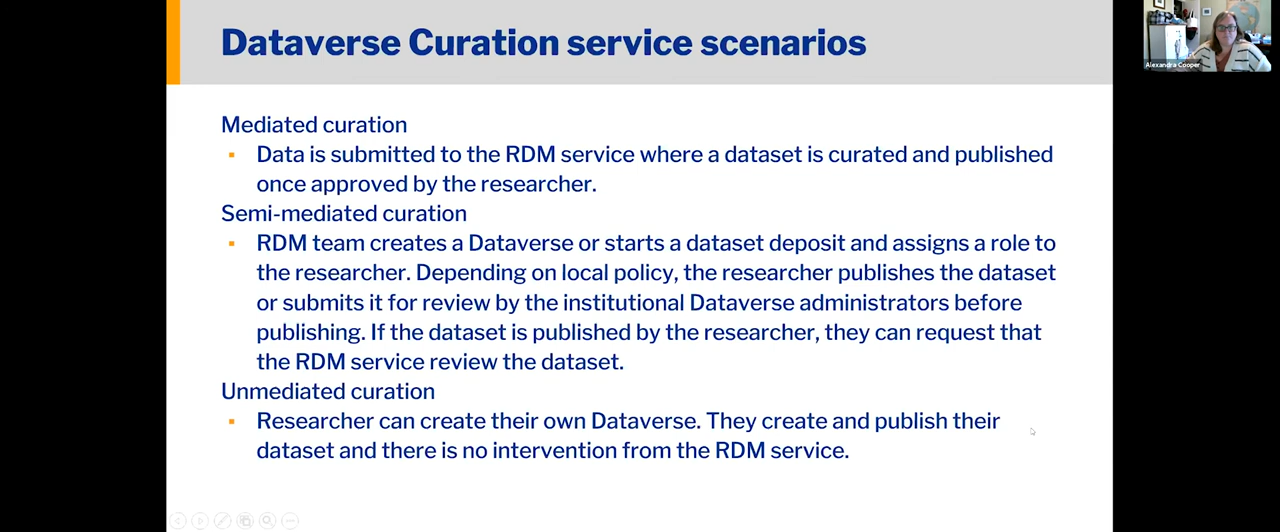 Dataverse Curation service scenarios
Alexandra Cooper
Mediated curation
▪ Data is submitted to the RDM service where a dataset is curated and published
once approved by the researcher.
Semi-mediated curation
▪ RDM team creates a Dataverse or starts a dataset deposit and assigns a role to
the researcher. Depending on local policy, the researcher publishes the dataset
or submits it for review by the institutional Dataverse administrators before
publishing. If the dataset is published by the researcher, they can request that
the RDM service review the dataset.
Unmediated curation
▪ Researcher can create their own Dataverse. They create and publish their
dataset and there is no intervention from the RDM service.